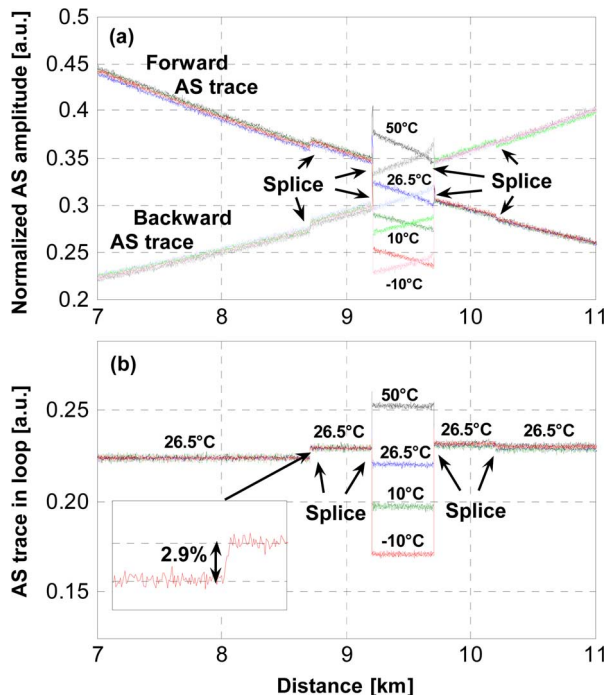 Normalized AS amplitude [a.u.]
0.5
0.45
0.4
0.35
0.3
0.25
0.2
(a)
Forward
AS trace
50°C
Splice
26.5°C
Splice
Backward
AS trace
10°C
-10°C
7
8
9
10
11
AS trace in loop [a.u.]
0.25
0.20
0.15
(b)
50°C
26.5°C
26.5°C
26.5°C
26.5°C
26.5°C
10°C
Splice
Splice
2.9%
-10°C
7
8
9
10
11
Distance [km]